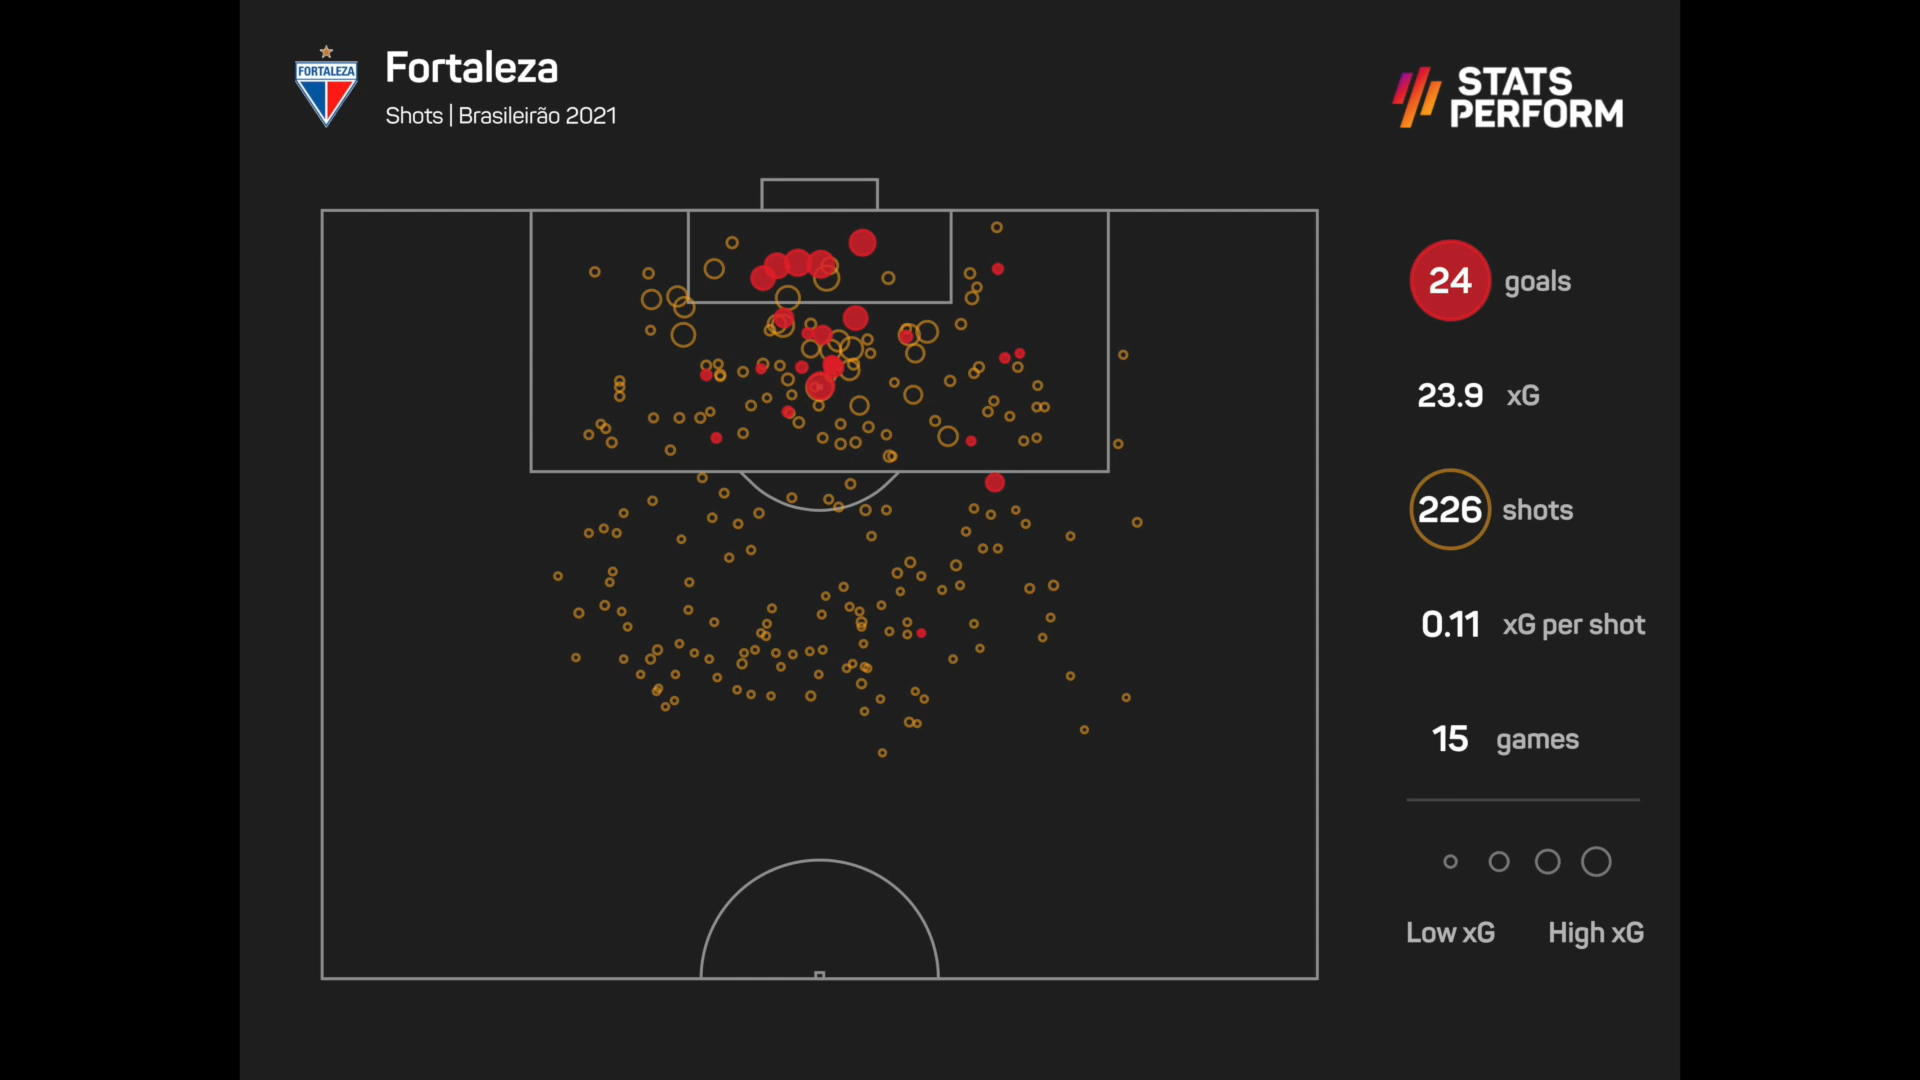 FORTALEZA
Fortaleza
Shots | Brasileirão 2021
STATS
PERFORM
24 goals
23.9 xG
226 shots
0.11 xG per shot
15 games
Low xG High xG